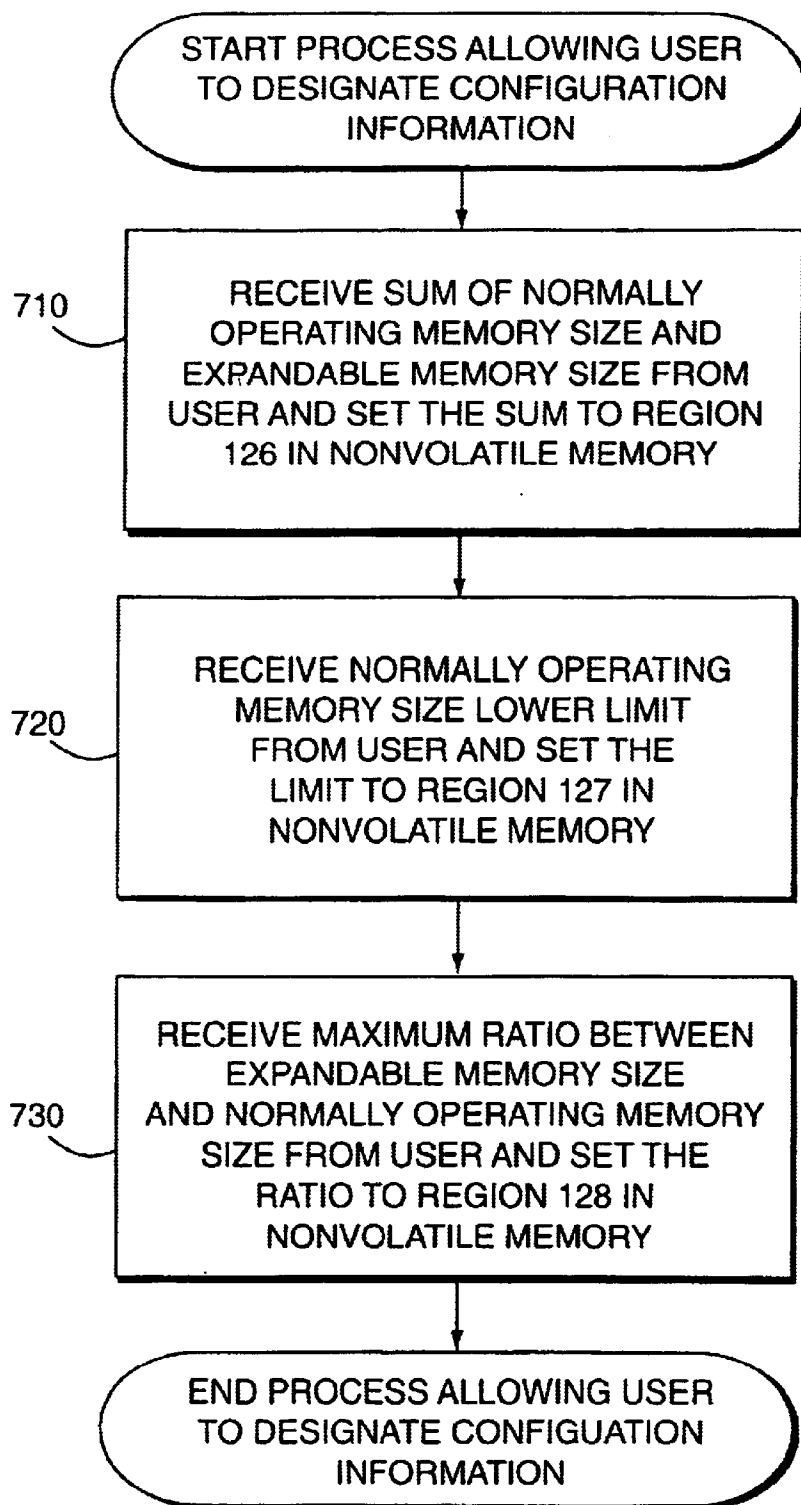 START PROCESS ALLOWING USER
TO DESIGNATE CONFIGURATION
INFORMATION
710
RECEIVE SUM OF NORMALLY
OPERATING MEMORY SIZE AND
EXPANDABLE MEMORY SIZE FROM
USER AND SET THE SUM TO REGION
126 IN NONVOLATILE MEMORY
720
RECEIVE NORMALLY OPERATING
MEMORY SIZE LOWER LIMIT
FROM USER AND SET THE
LIMIT TO REGION 127 IN
NONVOLATILE MEMORY
730
RECEIVE MAXIMUM RATIO BETWEEN
EXPANDABLE MEMORY SIZE
AND NORMALLY OPERATING MEMORY
SIZE FROM USER AND SET THE
RATIO TO REGION 128 IN
NONVOLATILE MEMORY
END PROCESS ALLOWING USER
TO DESIGNATE CONFIGUATION
INFORMATION